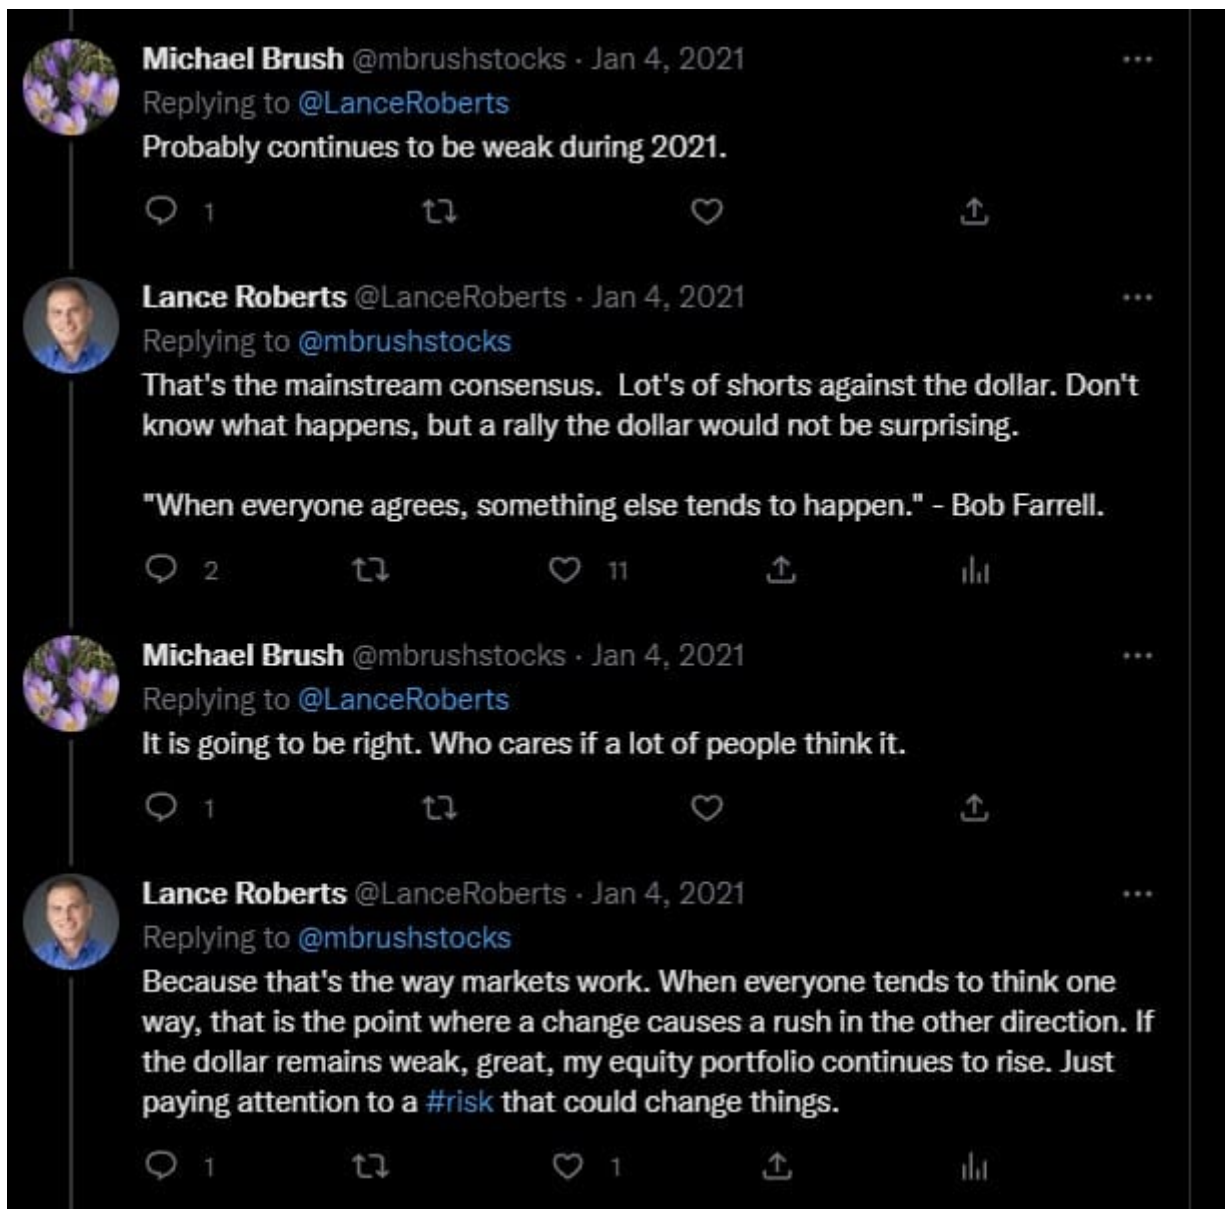 Michael Brush @mbrushstocks · Jan 4, 2021
Replying to @LanceRoberts
Probably continues to be weak during 2021.
1
Lance Roberts @LanceRoberts · Jan 4, 2021
Replying to @mbrushstocks
That's the mainstream consensus.  Lot's of shorts against the dollar. Don't
know what happens, but a rally the dollar would not be surprising.
"When everyone agrees, something else tends to happen." - Bob Farrell.
2 11
Michael Brush @mbrushstocks · Jan 4, 2021
Replying to @LanceRoberts
It is going to be right. Who cares if a lot of people think it.
1
Lance Roberts @LanceRoberts · Jan 4, 2021
Replying to @mbrushstocks
Because that's the way markets work. When everyone tends to think one
way, that is the point where a change causes a rush in the other direction. If
the dollar remains weak, great, my equity portfolio continues to rise. Just
paying attention to a #risk that could change things.
1 1